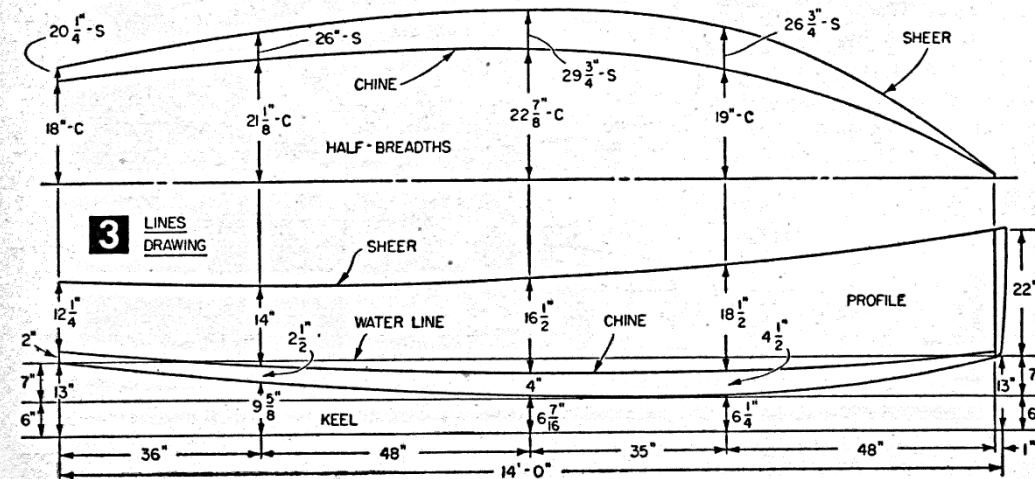 20 1/4"-S
26"-S
CHINE
29 3/4"-S
26 3/4"-S
SHEER
18"-C
21 1/8"-C
22 7/8"-C
19"-C
HALF-BREADTHS
3 LINES
DRAWING
SHEER
12 1/4"
14"
16 1/2"
18 1/2"
PROFILE
22"
WATER LINE
2 1/2"
CHINE
4 1/2"
2"
7"
13"
9 5/8"
4"
13"
7"
6"
KEEL
6 7/16"
6 1/4"
6"
36"
48"
35"
48"
1"
14'-0"